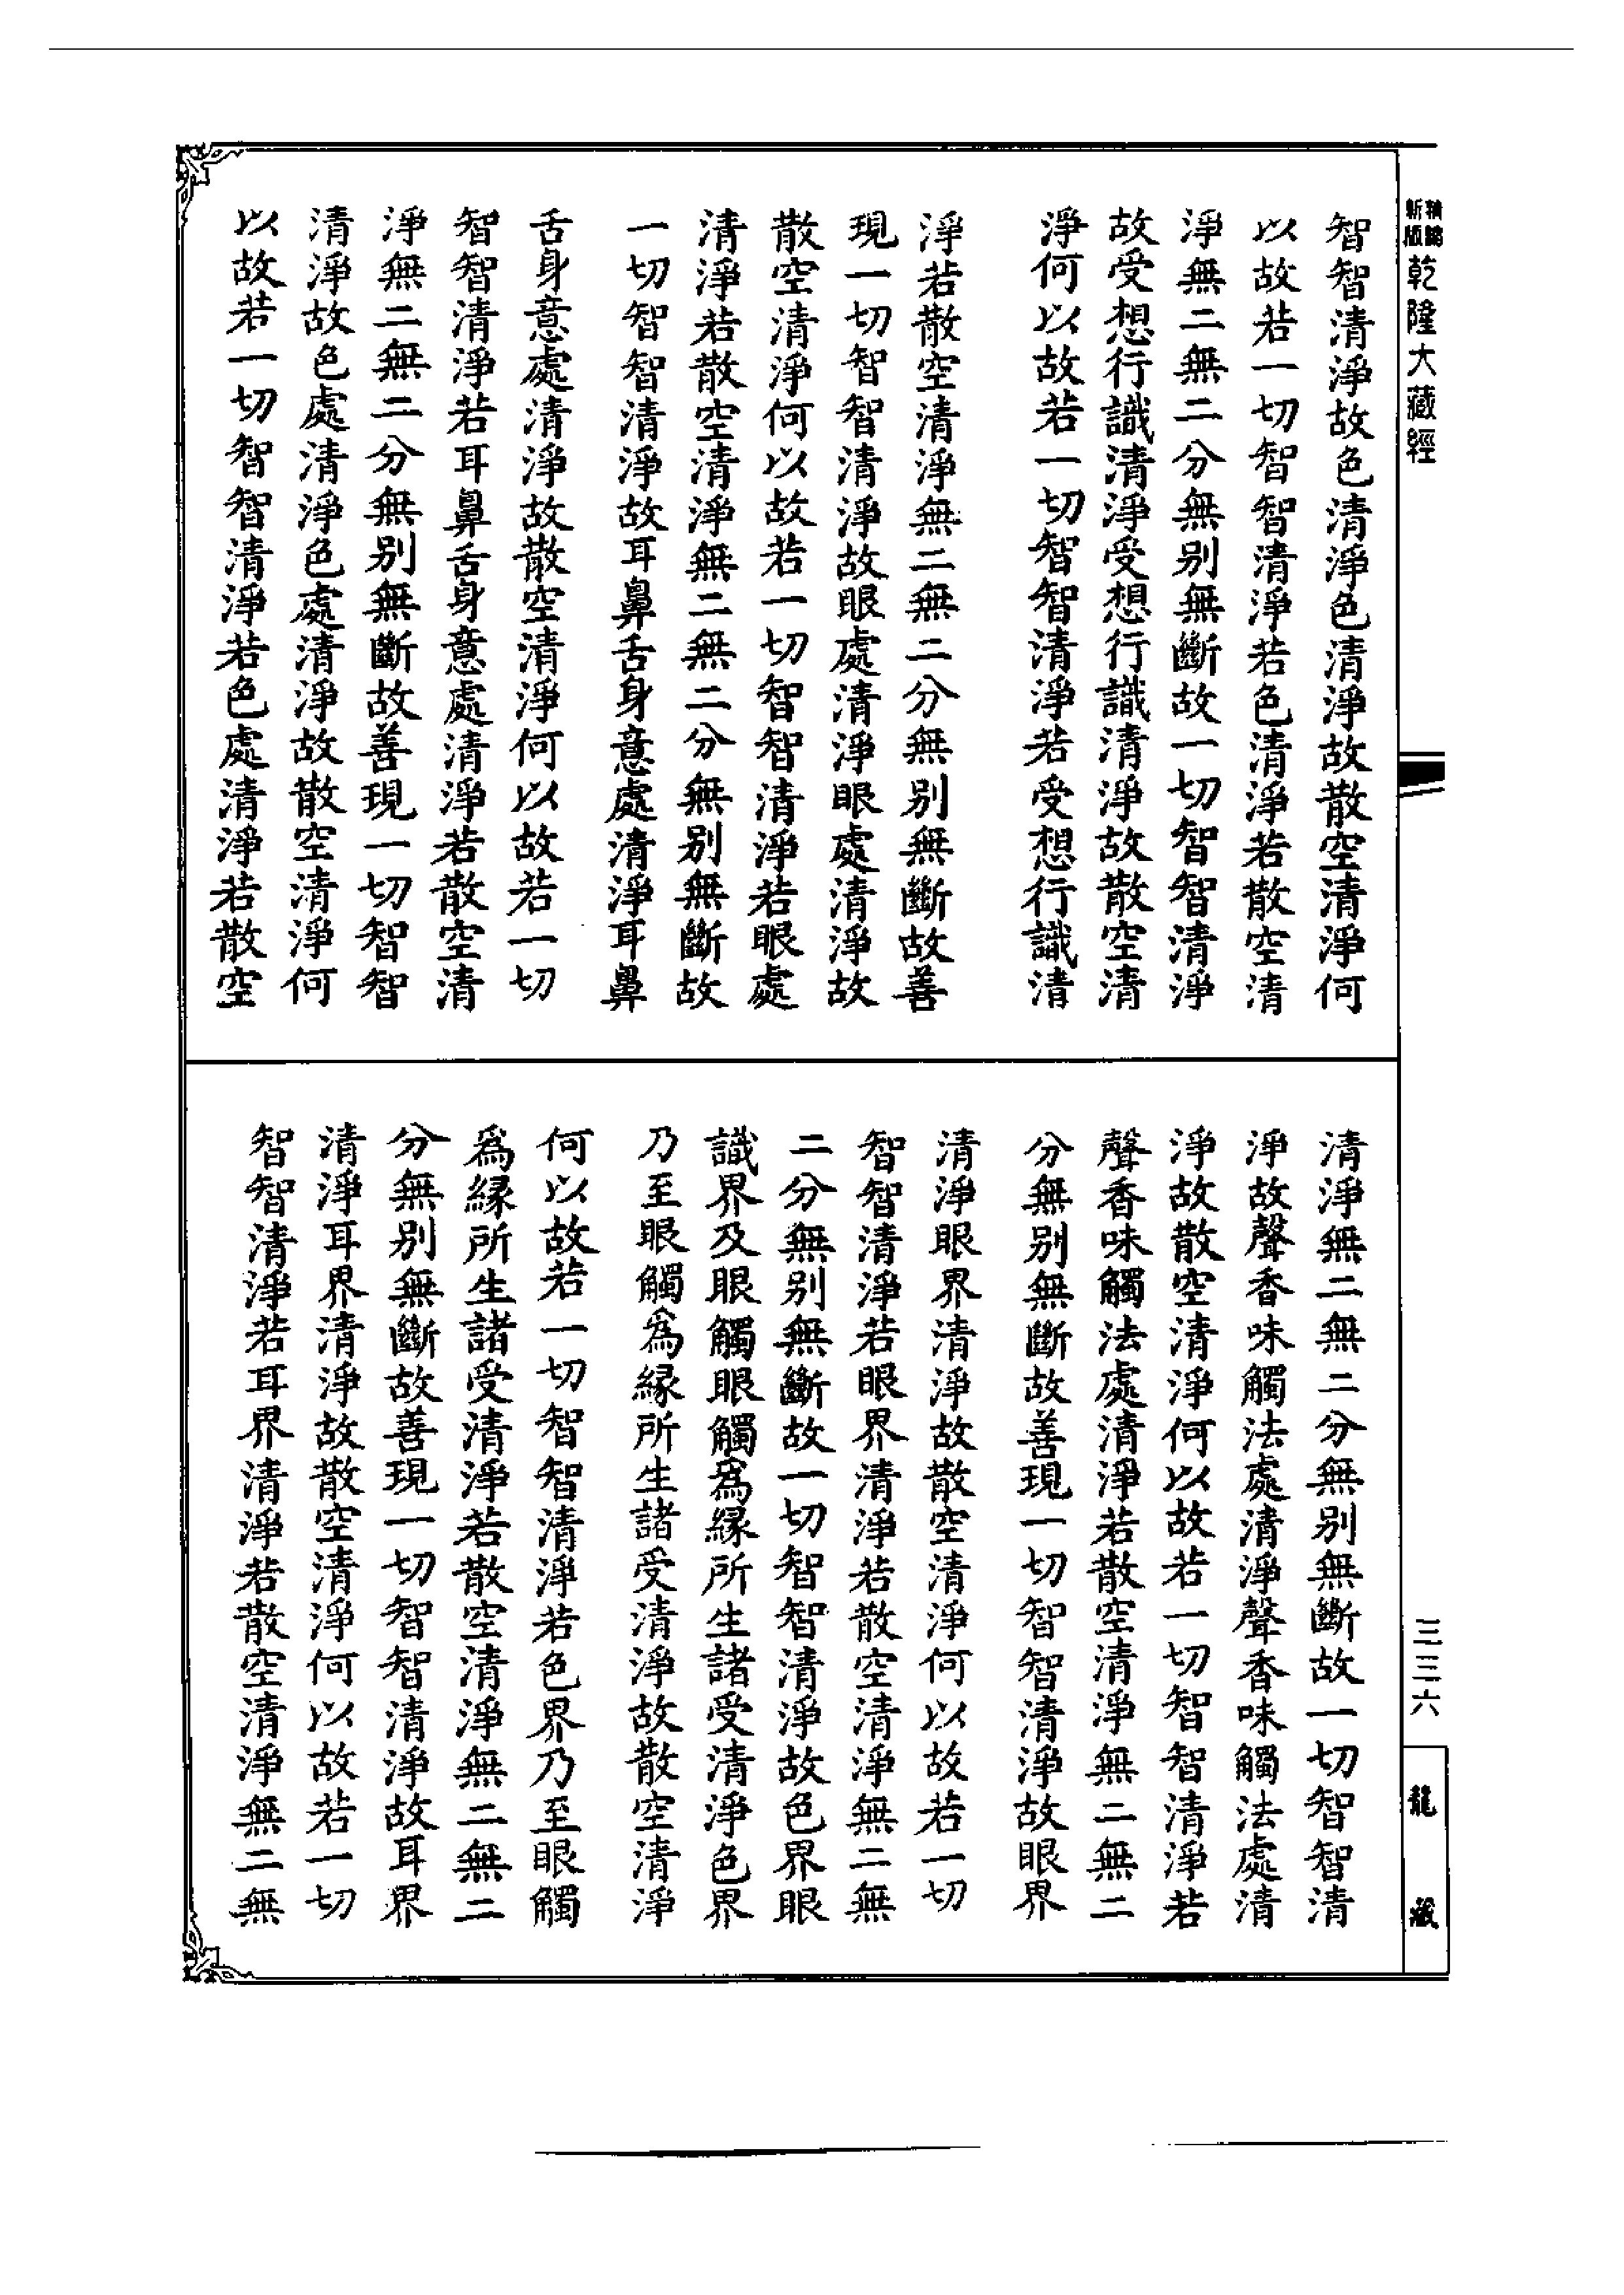 新版
精編
乾隆大藏經
智智清淨故色清淨色清淨故散空清淨何
以故若一切智智清淨若色清淨若散空清
淨無二無二分無别無斷故一切智智清淨
故受想行識清淨受想行識清淨故散空清
淨何以故若一切智智清淨若受想行識清
淨若散空清淨無二無二分無别無斷故善
現一切智智清淨故眼處清淨眼處清淨故
散空清淨何以故若一切智智清淨若眼處
清淨若散空清淨無二無二分無别無斷故
一切智智清淨故耳鼻舌身意處清淨耳鼻
舌身意處清淨故散空清淨何以故若一切
智智清淨若耳鼻舌身意處清淨若散空清
淨無二無二分無别無斷故善現一切智智
清淨故色處清淨色處清淨故散空清淨何
以故若一切智智清淨若色處清淨若散空
清淨無二無二分無别無斷故一切智智清
淨故聲香味觸法處清淨聲香味觸法處清
淨故散空清淨何以故若一切智智清淨若
聲香味觸法處清淨若散空清淨無二無二
分無别無斷故善現一切智智清淨故眼界
清淨眼界清淨故散空清淨何以故若一切
智智清淨若眼界清淨若散空清淨無二無
二分無别無斷故一切智智清淨故色界眼
識界及眼觸眼觸爲緣所生諸受清淨色界
乃至眼觸爲緣所生諸受清淨故散空清淨
何以故若一切智智清淨若色界乃至眼觸
爲緣所生諸受清淨若散空清淨無二無二
分無别無斷故善現一切智智清淨故耳界
清淨耳界清淨故散空清淨何以故若一切
智智清淨若耳界清淨若散空清淨無二無
三三六
龍藏